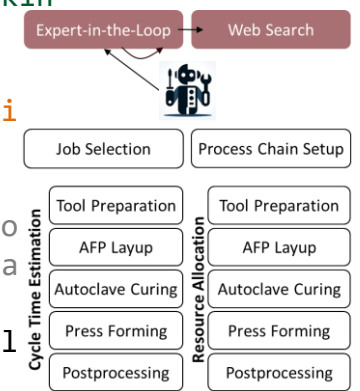 kin
Expert-in-the-Loop
Web Search
i
Job Selection
Process Chain Setup
o
a
l
Cycle Time Estimation
Tool Preparation
AFP Layup
Autoclave Curing
Press Forming
Postprocessing
Resource Allocation
Tool Preparation
AFP Layup
Autoclave Curing
Press Forming
Postprocessing